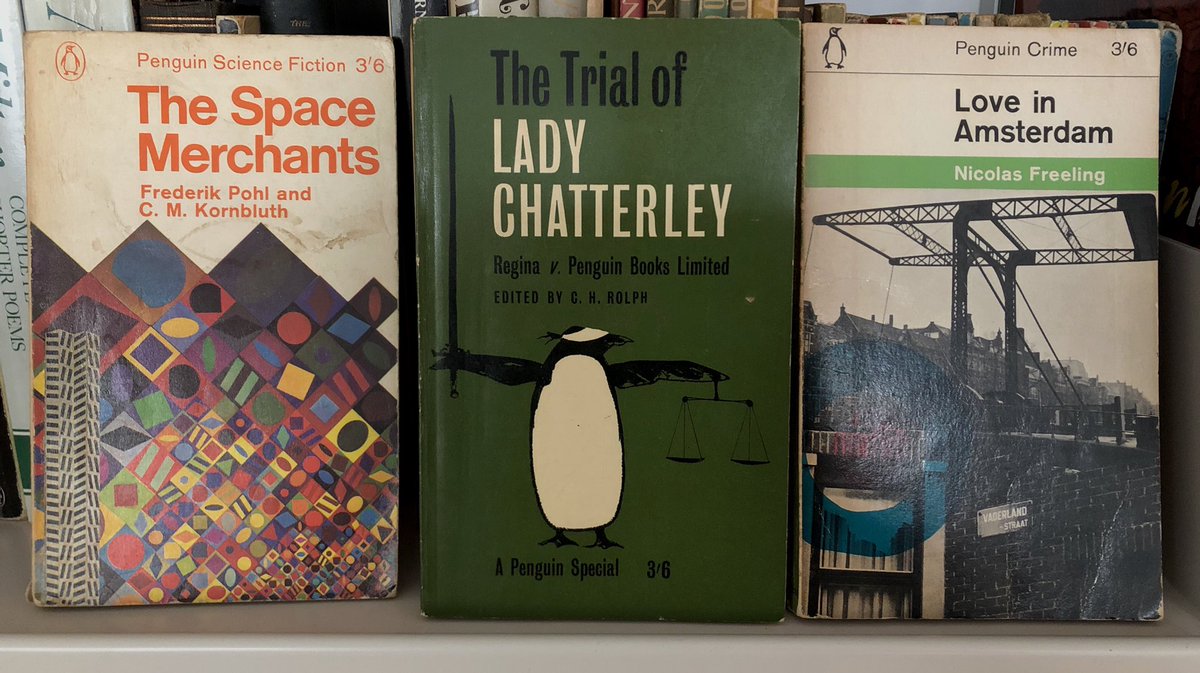 Penguin Science Fiction 3'6
The Space
Merchants
Frederik Pohl and
C. M. Kornbluth
The Trial of
LADY
CHATTERLEY
Regina v. Penguin Books Limited
EDITED BY C. H. ROLPH
A Penguin Special 3/6
Penguin Crime 3'6
Love in
Amsterdam
Nicolas Freeling
VADERLAND
-STRAAT
POEMS